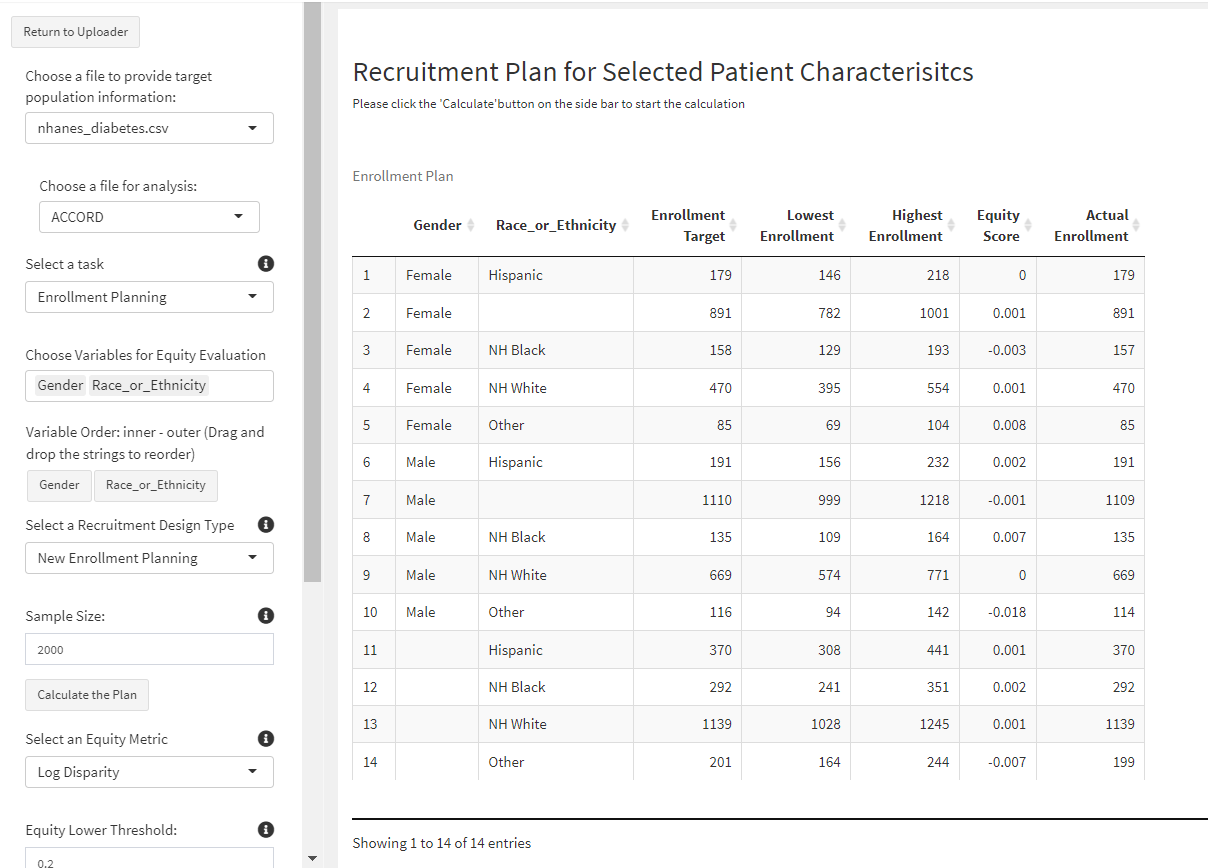 Return to Uploader
Choose a file to provide target
population information:
nhanes_diabetes.csv
Choose a file for analysis:
ACCORD
Select a task
Enrollment Planning
Choose Variables for Equity Evaluation
Gender Race_or_Ethnicity
Variable Order: inner - outer (Drag and
drop the strings to reorder)
Gender Race_or_Ethnicity
Select a Recruitment Design Type
New Enrollment Planning
Sample Size:
2000
Calculate the Plan
Select an Equity Metric
Log Disparity
Equity Lower Threshold:
0.2
Recruitment Plan for Selected Patient Characterisitcs
Please click the 'Calculate'button on the side bar to start the calculation
Enrollment Plan
Gender Race_or_Ethnicity Enrollment Target Lowest Enrollment Highest Enrollment Equity Score Actual Enrollment
1 Female Hispanic 179 146 218 0 179
2 Female 891 782 1001 0.001 891
3 Female NH Black 158 129 193 -0.003 157
4 Female NH White 470 395 554 0.001 470
5 Female Other 85 69 104 0.008 85
6 Male Hispanic 191 156 232 0.002 191
7 Male 1110 999 1218 -0.001 1109
8 Male NH Black 135 109 164 0.007 135
9 Male NH White 669 574 771 0 669
10 Male Other 116 94 142 -0.018 114
11 Hispanic 370 308 441 0.001 370
12 NH Black 292 241 351 0.002 292
13 NH White 1139 1028 1245 0.001 1139
14 Other 201 164 244 -0.007 199
Showing 1 to 14 of 14 entries